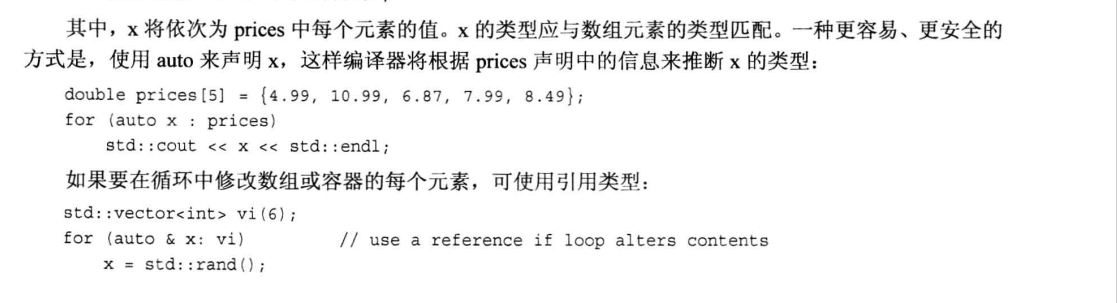 其中，x 将依次为 prices 中每个元素的值。x 的类型应与数组元素的类型匹配。一种更容易、更安全的
方式是，使用 auto 来声明 x，这样编译器将根据 prices 声明中的信息来推断 x 的类型：
double prices[5] = {4.99, 10.99, 6.87, 7.99, 8.49};
for (auto x : prices)
std::cout << x << std::endl;
如果要在循环中修改数组或容器的每个元素，可使用引用类型：
std::vector<int> vi(6);
for (auto & x: vi) // use a reference if loop alters contents
x = std::rand();